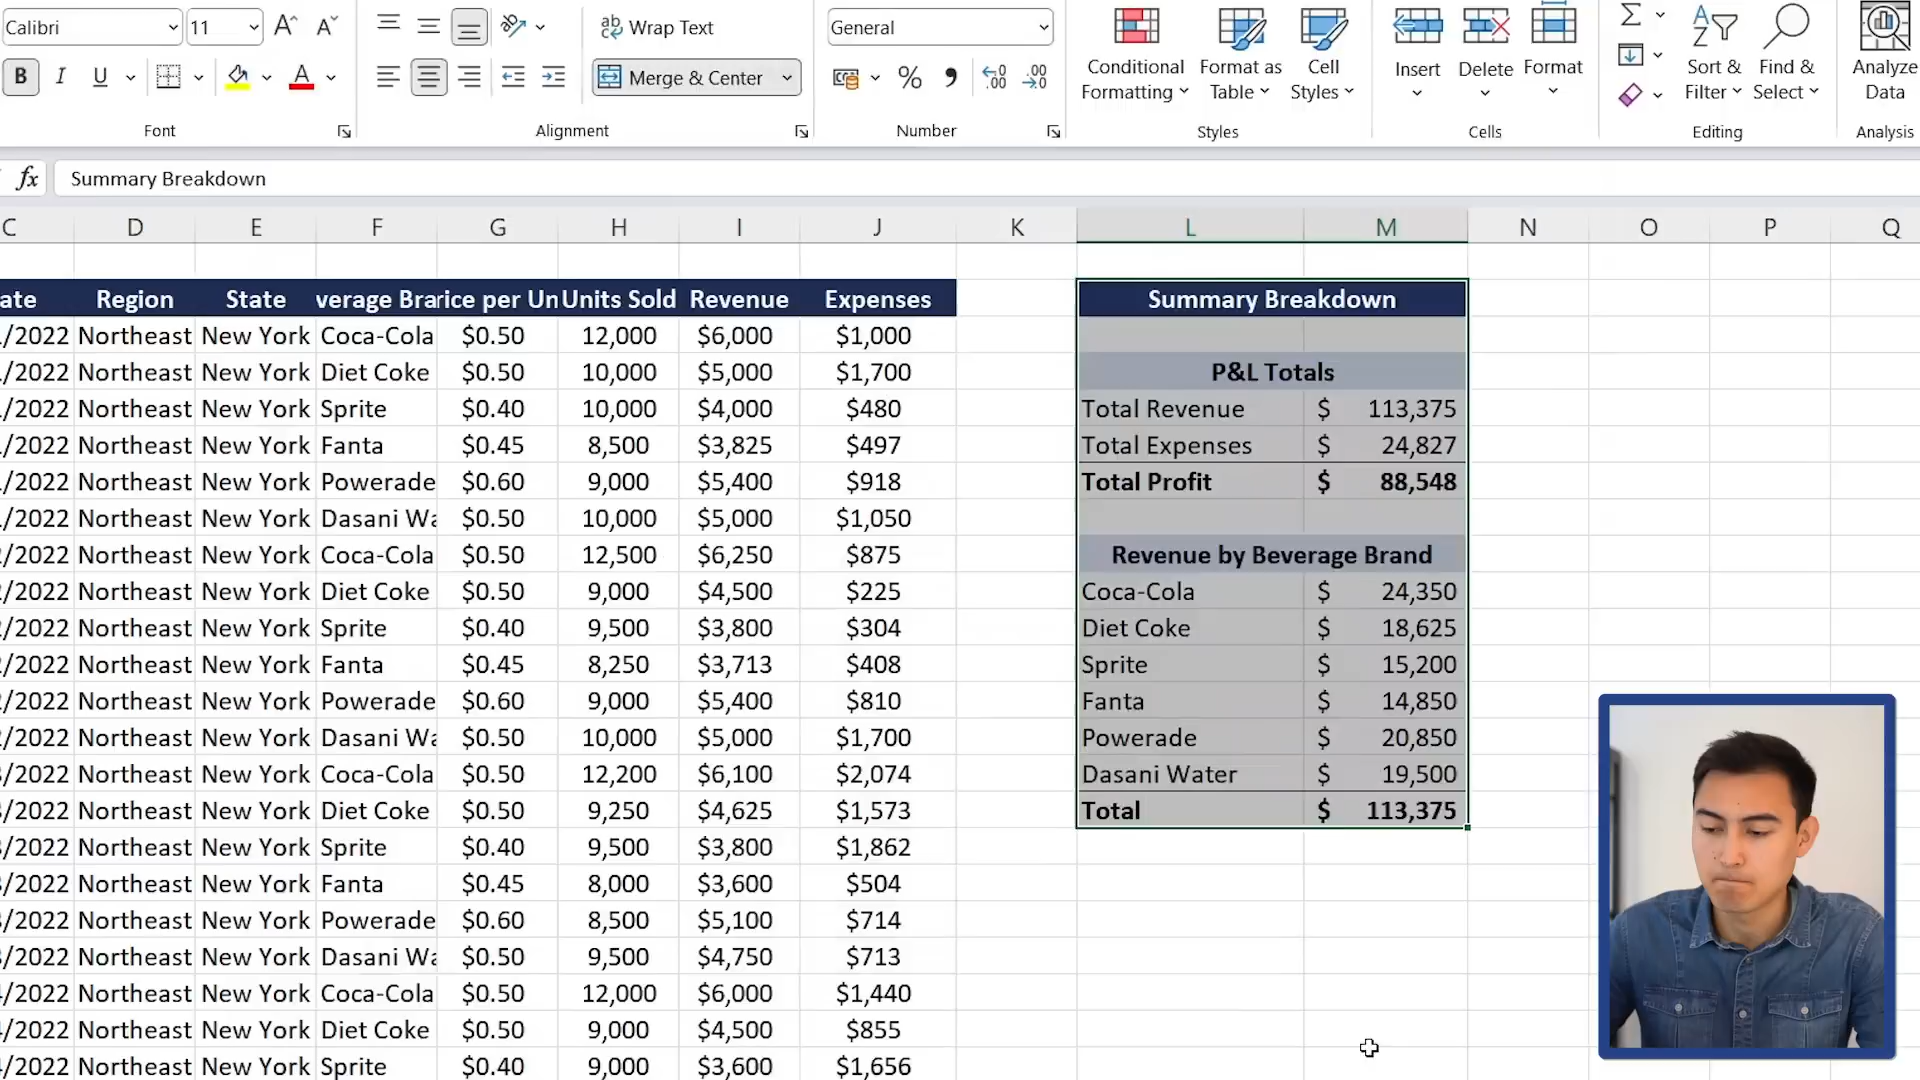 Calibri 11 Wrap Text General
B I U Merge & Center % Conditional Formatting Format as Table Cell Styles Insert Delete Format Sort & Filter Find & Select Analyze Data
Font Alignment Number Styles Cells Editing Analysis
fx Summary Breakdown
C D E F G H I J K L M N O P Q
ate Region State verage Bra rice per Un Units Sold Revenue Expenses Summary Breakdown
/2022 Northeast New York Coca-Cola $0.50 12,000 $6,000 $1,000
/2022 Northeast New York Diet Coke $0.50 10,000 $5,000 $1,700 P&L Totals
/2022 Northeast New York Sprite $0.40 10,000 $4,000 $480 Total Revenue $ 113,375
/2022 Northeast New York Fanta $0.45 8,500 $3,825 $497 Total Expenses $ 24,827
/2022 Northeast New York Powerade $0.60 9,000 $5,400 $918 Total Profit $ 88,548
/2022 Northeast New York Dasani Wa $0.50 10,000 $5,000 $1,050
2/2022 Northeast New York Coca-Cola $0.50 12,500 $6,250 $875 Revenue by Beverage Brand
2/2022 Northeast New York Diet Coke $0.50 9,000 $4,500 $225 Coca-Cola $ 24,350
2/2022 Northeast New York Sprite $0.40 9,500 $3,800 $304 Diet Coke $ 18,625
2/2022 Northeast New York Fanta $0.45 8,250 $3,713 $408 Sprite $ 15,200
2/2022 Northeast New York Powerade $0.60 9,000 $5,400 $810 Fanta $ 14,850
2/2022 Northeast New York Dasani Wa $0.50 10,000 $5,000 $1,700 Powerade $ 20,850
3/2022 Northeast New York Coca-Cola $0.50 12,200 $6,100 $2,074 Dasani Water $ 19,500
3/2022 Northeast New York Diet Coke $0.50 9,250 $4,625 $1,573 Total $ 113,375
3/2022 Northeast New York Sprite $0.40 9,500 $3,800 $1,862
3/2022 Northeast New York Fanta $0.45 8,000 $3,600 $504
3/2022 Northeast New York Powerade $0.60 8,500 $5,100 $714
3/2022 Northeast New York Dasani Wa $0.50 9,500 $4,750 $713
4/2022 Northeast New York Coca-Cola $0.50 12,000 $6,000 $1,440
4/2022 Northeast New York Diet Coke $0.50 9,000 $4,500 $855
4/2022 Northeast New York Sprite $0.40 9,000 $3,600 $1,656